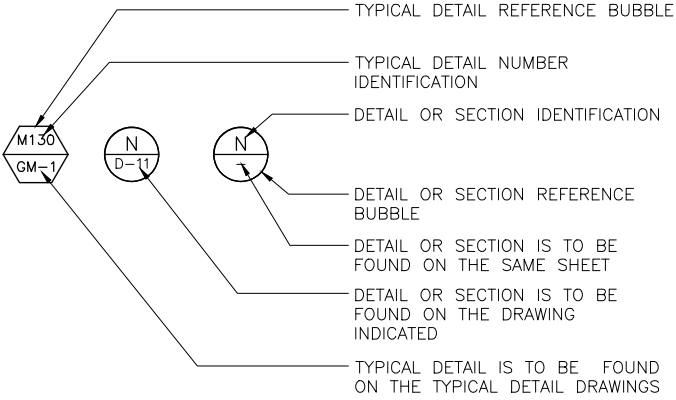 TYPICAL DETAIL REFERENCE BUBBLE
TYPICAL DETAIL NUMBER
IDENTIFICATION
DETAIL OR SECTION IDENTIFICATION
M130
GM-1
N
D-11
N
-
DETAIL OR SECTION REFERENCE
BUBBLE
DETAIL OR SECTION IS TO BE
FOUND ON THE SAME SHEET
DETAIL OR SECTION IS TO BE
FOUND ON THE DRAWING
INDICATED
TYPICAL DETAIL IS TO BE FOUND
ON THE TYPICAL DETAIL DRAWINGS